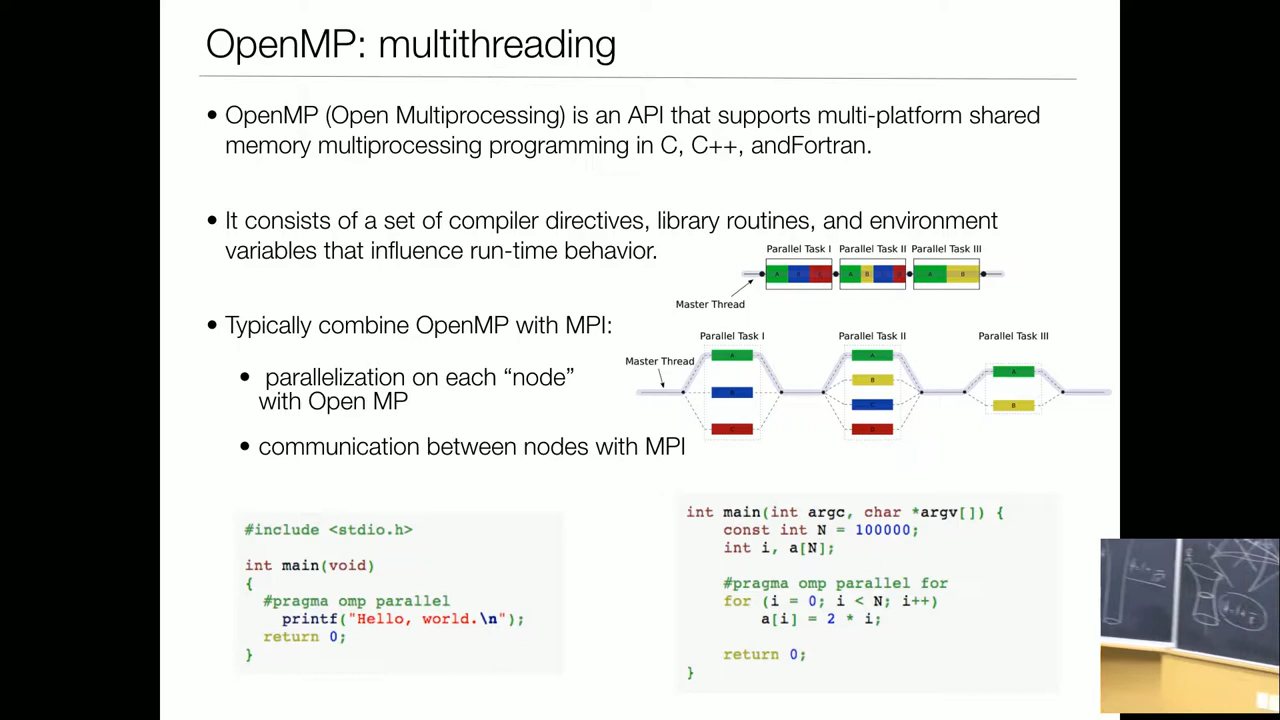 OpenMP: multithreading
• OpenMP (Open Multiprocessing) is an API that supports multi-platform shared
memory multiprocessing programming in C, C++, andFortran.
• It consists of a set of compiler directives, library routines, and environment
variables that influence run-time behavior.
Parallel Task I Parallel Task II Parallel Task III
A A B A B
Master Thread
• Typically combine OpenMP with MPI:
• parallelization on each “node”
with Open MP
• communication between nodes with MPI
Parallel Task I Parallel Task II Parallel Task III
Master Thread
A A A
B
B C B
C D
#include <stdio.h>
int main(void)
{
#pragma omp parallel
printf("Hello, world.\n");
return 0;
}
int main(int argc, char *argv[]) {
const int N = 100000;
int i, a[N];
#pragma omp parallel for
for (i = 0; i < N; i++)
a[i] = 2 * i;
return 0;
}